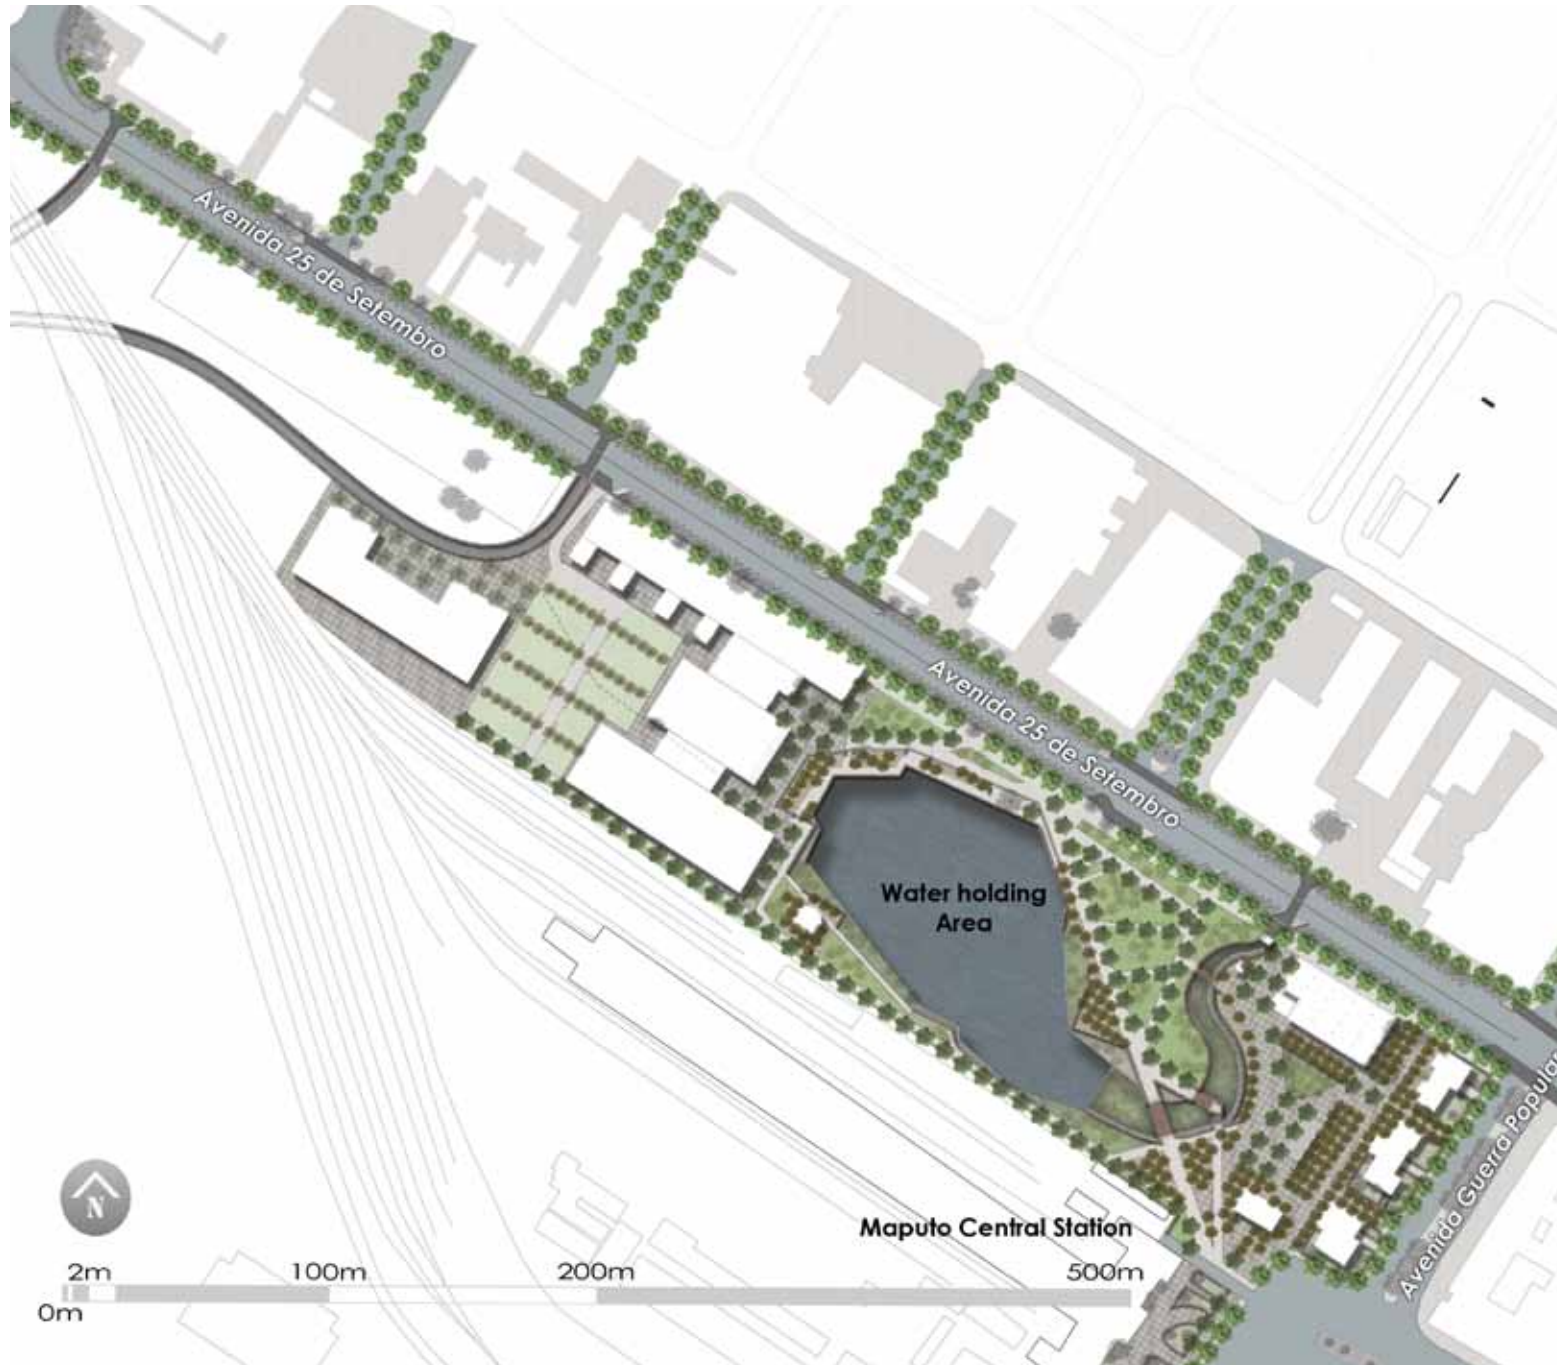 Avenida 25 de Setembro
Avenida 25 de Setembro
Water holding
Area
Avenida Guerra Popular
Maputo Central Station
N
2m 100m 200m 500m
0m